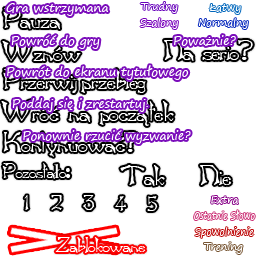 Gra wstrzymana
Pauza
Trudny Łatwy
Szalony Normalny
Powróć do gry
Wznów
Poważnie?
Na serio?
Powrót do ekranu tytułowego
Przerwij przebieg
Poddaj się i zrestartuj
Wróć na początek
Ponownie rzucić wyzwanie?
Kontynuować?
Pozostało: Tak Nie
1 2 3 4 5
Extra
Ostatnie Słowo
Spowolnienie
Trening
Zablokowane